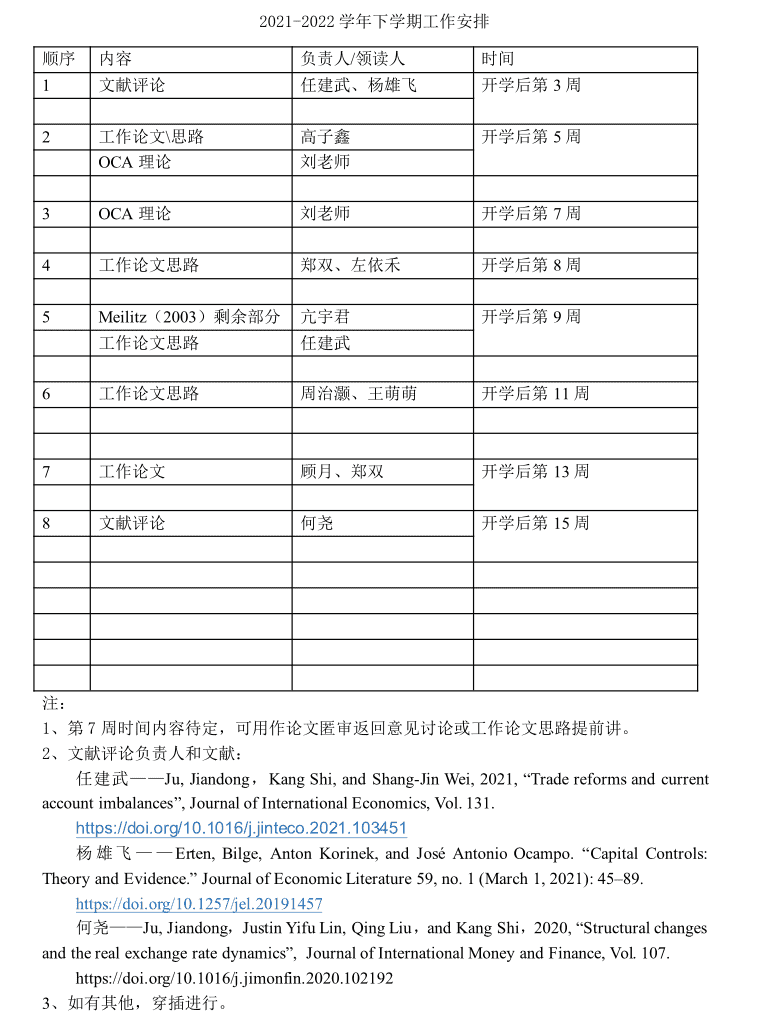 2021-2022 学年下学期工作安排
顺序 内容 负责人/领读人 时间
1 文献评论 任建武、杨雄飞 开学后第 3 周
2 工作论文\思路 高子鑫 开学后第 5 周
OCA 理论 刘老师
3 OCA 理论 刘老师 开学后第 7 周
4 工作论文思路 郑双、左依禾 开学后第 8 周
5 Meilitz（2003）剩余部分 亢宇君 开学后第 9 周
工作论文思路 任建武
6 工作论文思路 周治灏、王萌萌 开学后第 11 周
7 工作论文 顾月、郑双 开学后第 13 周
8 文献评论 何尧 开学后第 15 周
注：
1、第 7 周时间内容待定，可用作论文匿审返回意见讨论或工作论文思路提前讲。
2、文献评论负责人和文献：
任建武——Ju, Jiandong，Kang Shi, and Shang-Jin Wei, 2021, “Trade reforms and current
account imbalances”, Journal of International Economics, Vol. 131.
https://doi.org/10.1016/j.jinteco.2021.103451
杨雄飞——Erten, Bilge, Anton Korinek, and José Antonio Ocampo. “Capital Controls:
Theory and Evidence.” Journal of Economic Literature 59, no. 1 (March 1, 2021): 45–89.
https://doi.org/10.1257/jel.20191457
何尧——Ju, Jiandong，Justin Yifu Lin, Qing Liu，and Kang Shi，2020, “Structural changes
and the real exchange rate dynamics”, Journal of International Money and Finance, Vol. 107.
https://doi.org/10.1016/j.jimonfin.2020.102192
3、如有其他，穿插进行。